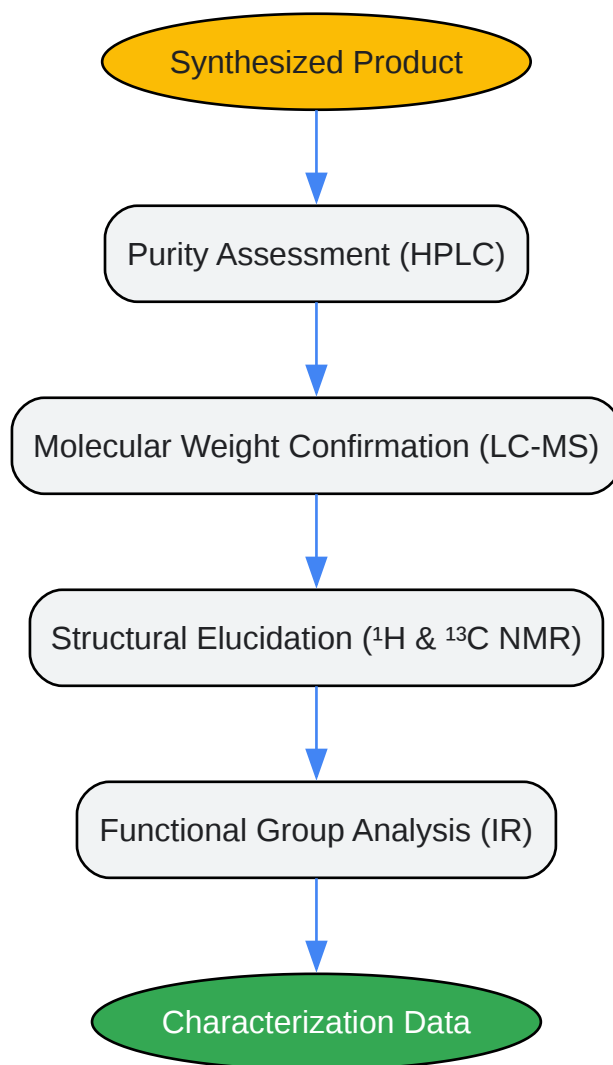 Synthesized Product
Purity Assessment (HPLC)
Molecular Weight Confirmation (LC-MS)
Structural Elucidation (¹H & ¹³C NMR)
Functional Group Analysis (IR)
Characterization Data